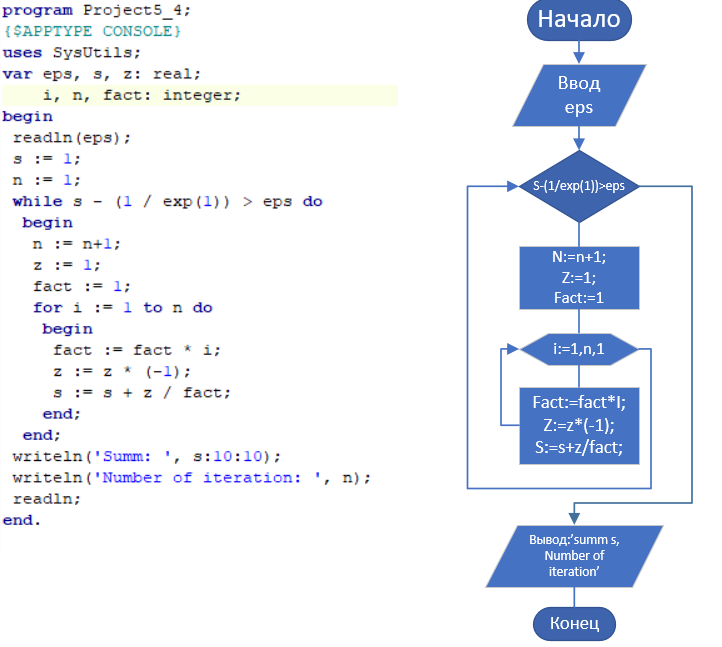 program Project5_4;
{$APPTYPE CONSOLE}
uses SysUtils;
var eps, s, z: real;
i, n, fact: integer;
begin
readln(eps);
s := 1;
n := 1;
while s - (1 / exp(1)) > eps do
begin
n := n+1;
z := 1;
fact := 1;
for i := 1 to n do
begin
fact := fact * i;
z := z * (-1);
s := s + z / fact;
end;
end;
writeln('Summ: ', s:10:10);
writeln('Number of iteration: ', n);
readln;
end.
Начало
Ввод
eps
S-(1/exp(1))>eps
N:=n+1;
Z:=1;
Fact:=1
i:=1,n,1
Fact:=fact*I;
Z:=z*(-1);
S:=s+z/fact;
Вывод:’summ s,
Number of
iteration’
Конец